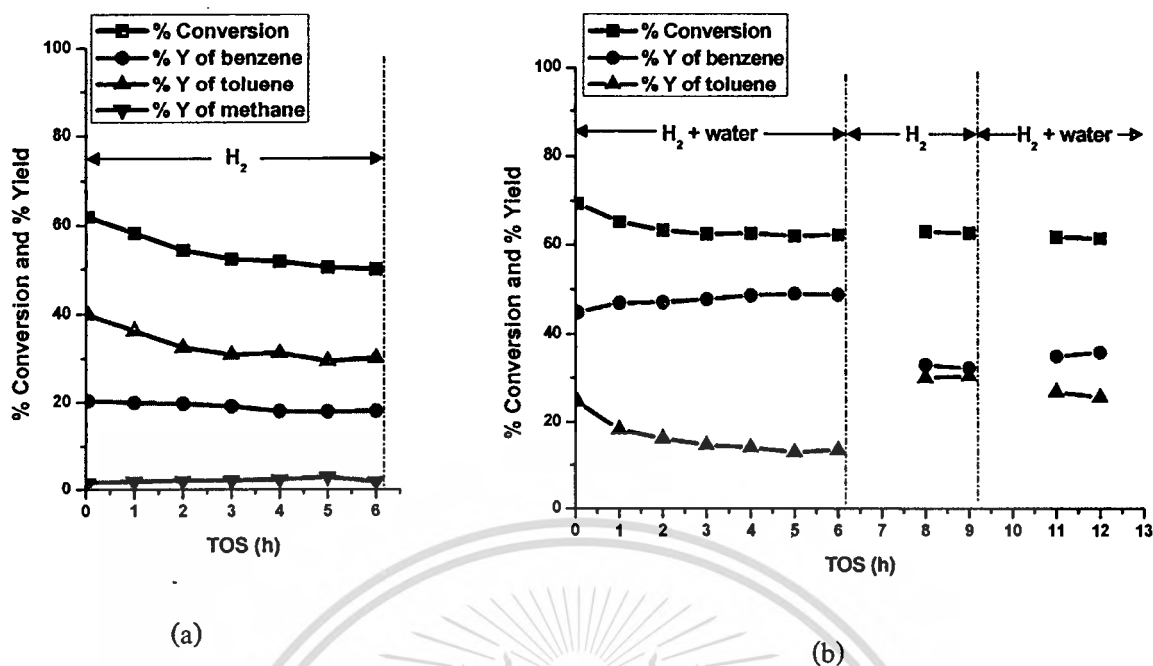 % Conversion
% Y of benzene
% Y of toluene
% Y of methane
100
80
60
40
20
0
% Conversion and % Yield
H₂
0 1 2 3 4 5 6
TOS (h)
(a)
% Conversion
% Y of benzene
% Y of toluene
100
80
60
40
20
0
% Conversion and % Yield
H₂ + water
H₂
H₂ + water
0 1 2 3 4 5 6 7 8 9 10 11 12 13
TOS (h)
(b)